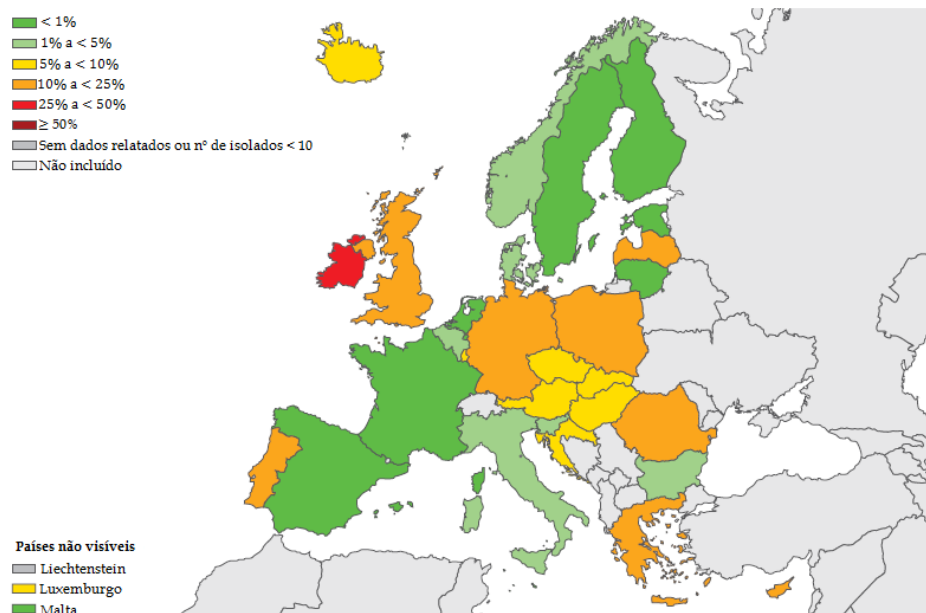 < 1%
1% a < 5%
5% a < 10%
10% a < 25%
25% a < 50%
≥ 50%
Sem dados relatados ou nº de isolados < 10
Não incluído
Países não visíveis
Liechtenstein
Luxemburgo
Malta